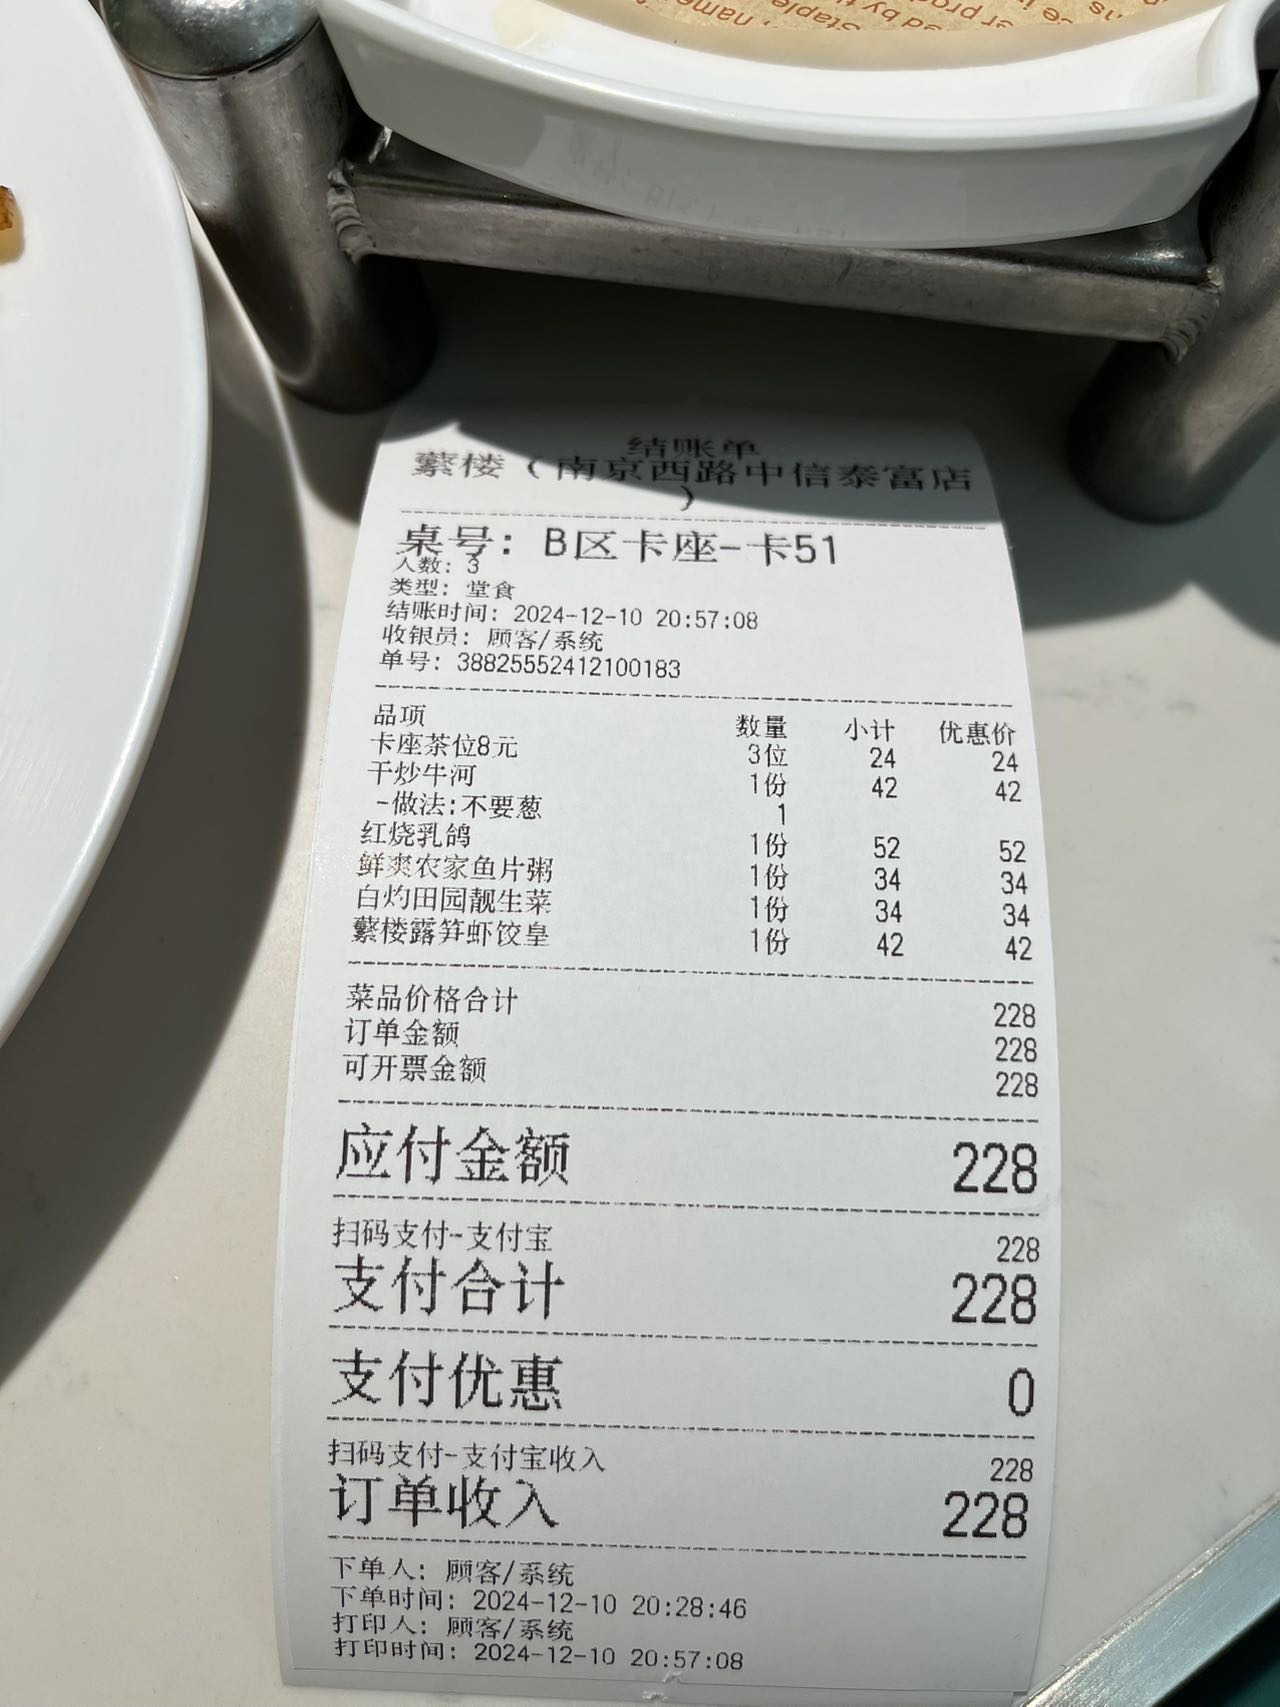 结账单
蘩楼（南京西路中信泰富店
）
桌号：B区卡座-卡51
人数：3
类型：堂食
结账时间：2024-12-10 20:57:08
收银员：顾客/系统
单号：38825552412100183
品项 数量 小计 优惠价
卡座茶位8元 3位 24 24
干炒牛河 1份 42 42
-做法:不要葱 1
红烧乳鸽 1份 52 52
鲜爽农家鱼片粥 1份 34 34
白灼田园靓生菜 1份 34 34
蘩楼露笋虾饺皇 1份 42 42
菜品价格合计 228
订单金额 228
可开票金额 228
应付金额 228
扫码支付-支付宝 228
支付合计 228
支付优惠 0
扫码支付-支付宝收入 228
订单收入 228
下单人：顾客/系统
下单时间：2024-12-10 20:28:46
打印人：顾客/系统
打印时间：2024-12-10 20:57:08